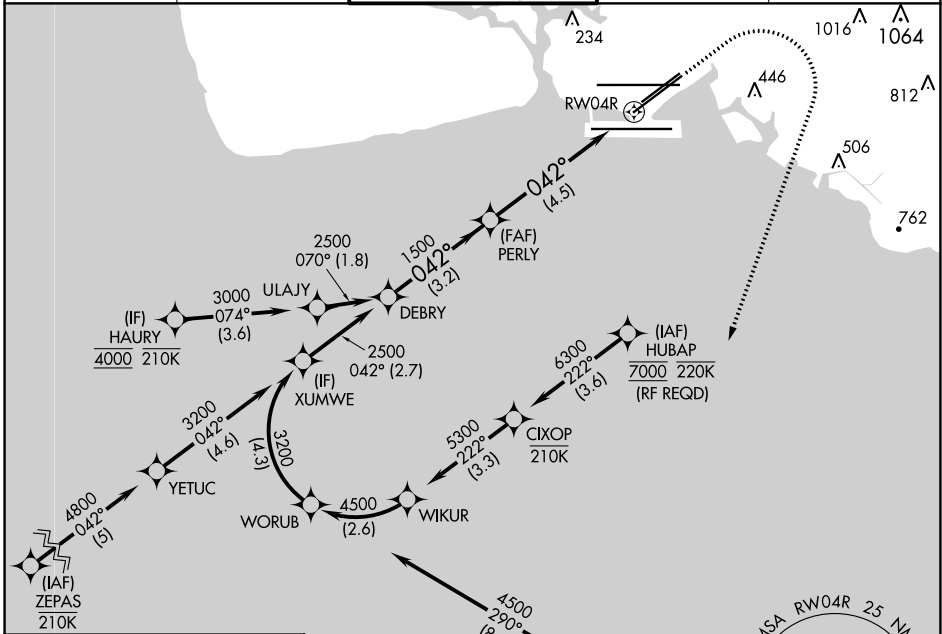 234
1016
1064
446
812
RW04R
506
762
042°
(4.5)
(FAF)
PERLY
1500
042°
(3.2)
2500
070° (1.8)
ULAJY
DEBRY
3000
074°
(3.6)
(IF)
HAURY
4000 210K
2500
042° (2.7)
(IF)
XUMWE
(IAF)
HUBAP
7000 220K
(RF REQD)
6300
222°
(3.6)
CIXOP
210K
5300
222°
(3.3)
3200
042°
(4.6)
3200
(4.3)
YETUC
WORUB
4500
(2.6)
WIKUR
4800
042°
(5)
(IAF)
ZEPAS
210K
4500
290°
MSA RW04R 25 NM